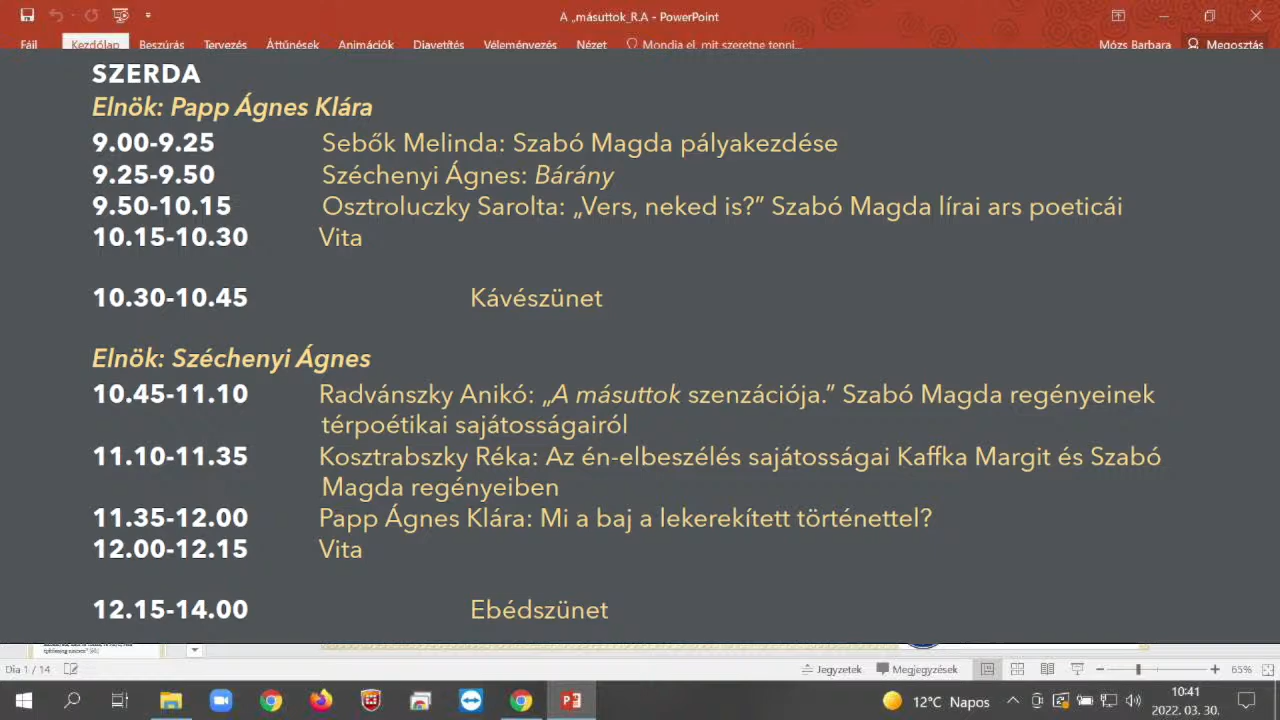 A „másuttok_R.A - PowerPoint
Fájl Kezdőlap Beszúrás Tervezés Áttűnések Animációk Diavetítés Véleményezés Nézet Mondja el, mit szeretne tenni... Mózs Barbara Megosztás
SZERDA
Elnök: Papp Ágnes Klára
9.00-9.25 Sebők Melinda: Szabó Magda pályakezdése
9.25-9.50 Széchenyi Ágnes: Bárány
9.50-10.15 Osztroluczky Sarolta: „Vers, neked is?” Szabó Magda lírai ars poeticái
10.15-10.30 Vita
10.30-10.45 Kávészünet
Elnök: Széchenyi Ágnes
10.45-11.10 Radvánszky Anikó: „A másuttok szenzációja.” Szabó Magda regényeinek
térpoétikai sajátosságairól
11.10-11.35 Kosztrabszky Réka: Az én-elbeszélés sajátosságai Kaffka Margit és Szabó
Magda regényeiben
11.35-12.00 Papp Ágnes Klára: Mi a baj a lekerekített történettel?
12.00-12.15 Vita
12.15-14.00 Ebédszünet
Dia 1 / 14 Jegyzetek Megjegyzések 65%
12°C Napos 10:41
2022. 03. 30.